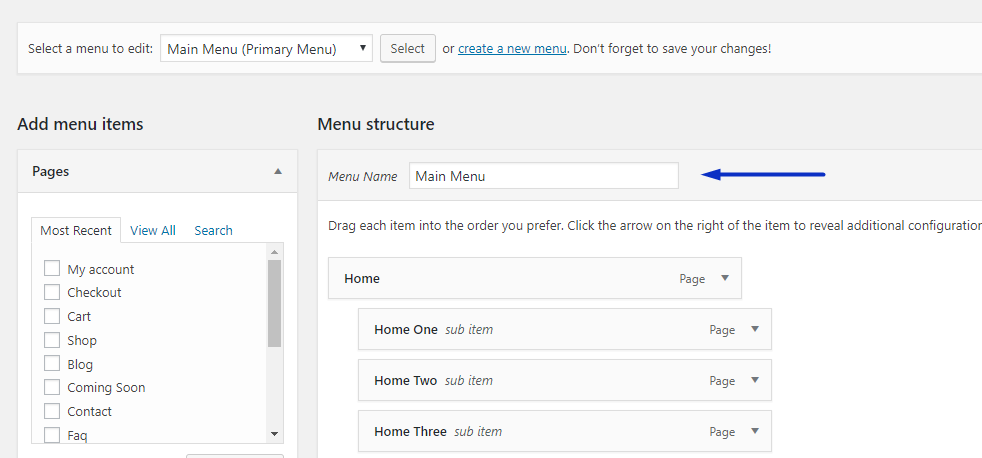 Select a menu to edit: Main Menu (Primary Menu) Select or create a new menu. Don't forget to save your changes!
Add menu items
Menu structure
Pages
Menu Name Main Menu
Most Recent View All Search
My account
Checkout
Cart
Shop
Blog
Coming Soon
Contact
Faq
Drag each item into the order you prefer. Click the arrow on the right of the item to reveal additional configuration
Home Page
Home One sub item Page
Home Two sub item Page
Home Three sub item Page